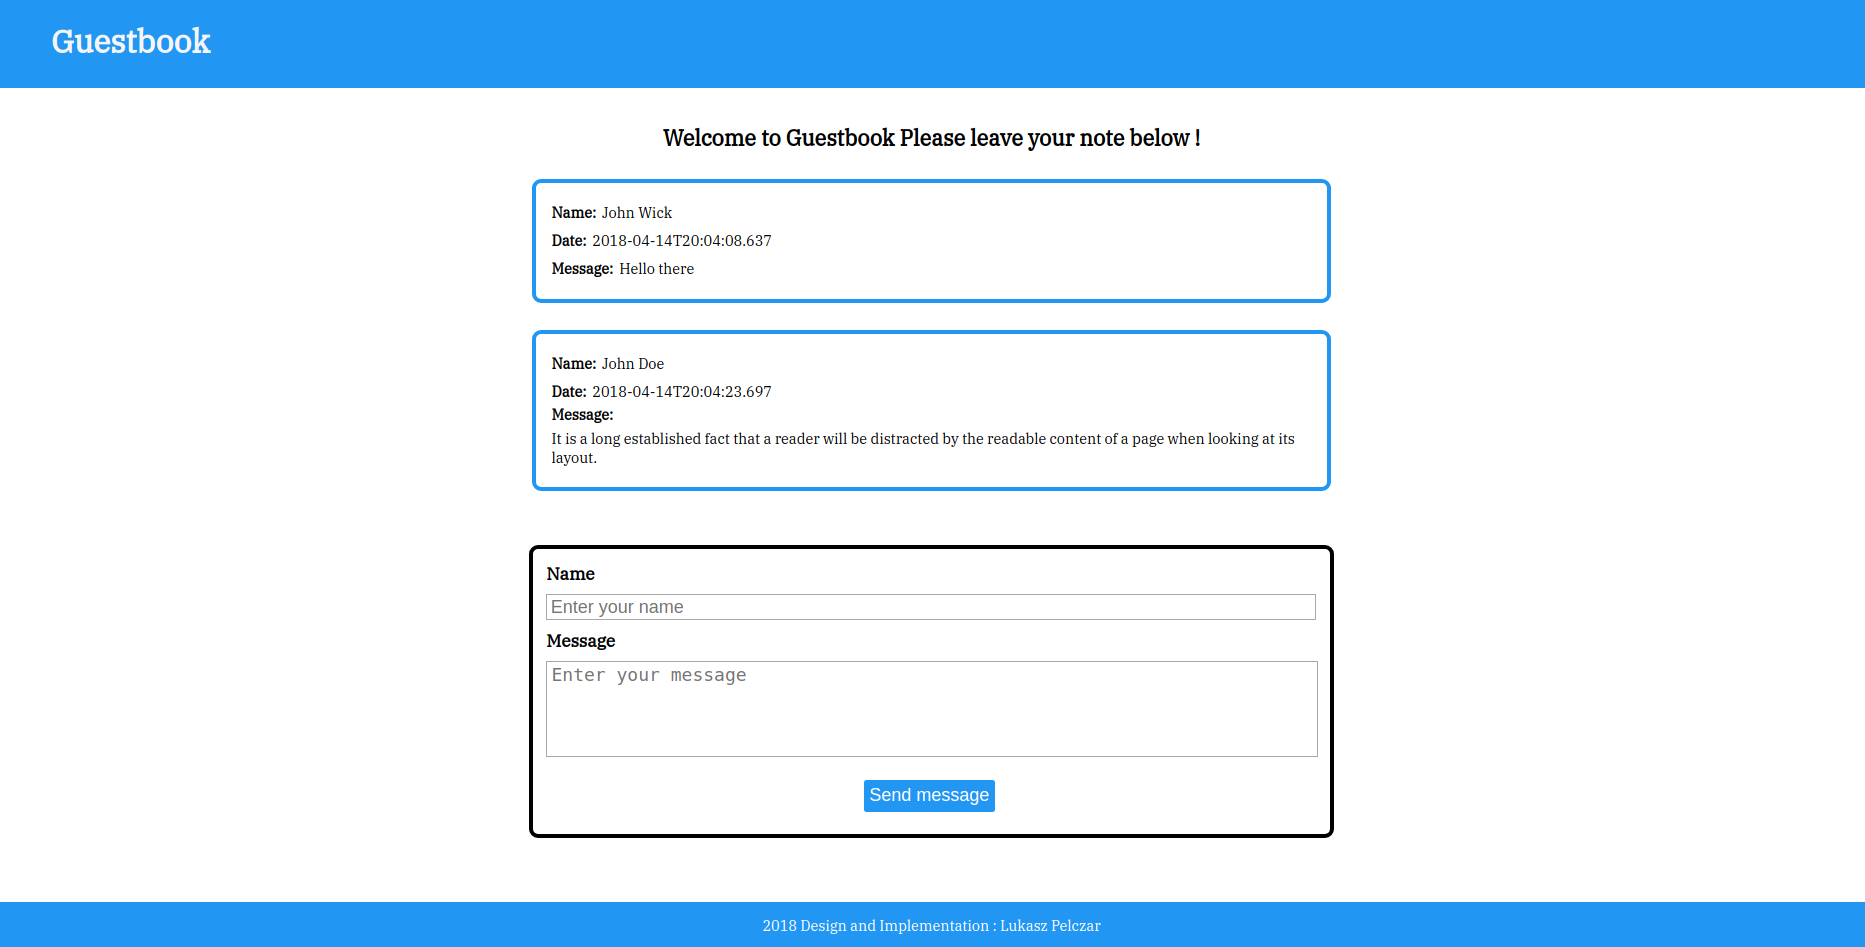 Guestbook
Welcome to Guestbook Please leave your note below !
Name: John Wick
Date: 2018-04-14T20:04:08.637
Message: Hello there
Name: John Doe
Date: 2018-04-14T20:04:23.697
Message:
It is a long established fact that a reader will be distracted by the readable content of a page when looking at its
layout.
Name
Enter your name
Message
Enter your message
Send message
2018 Design and Implementation : Lukasz Pelczar